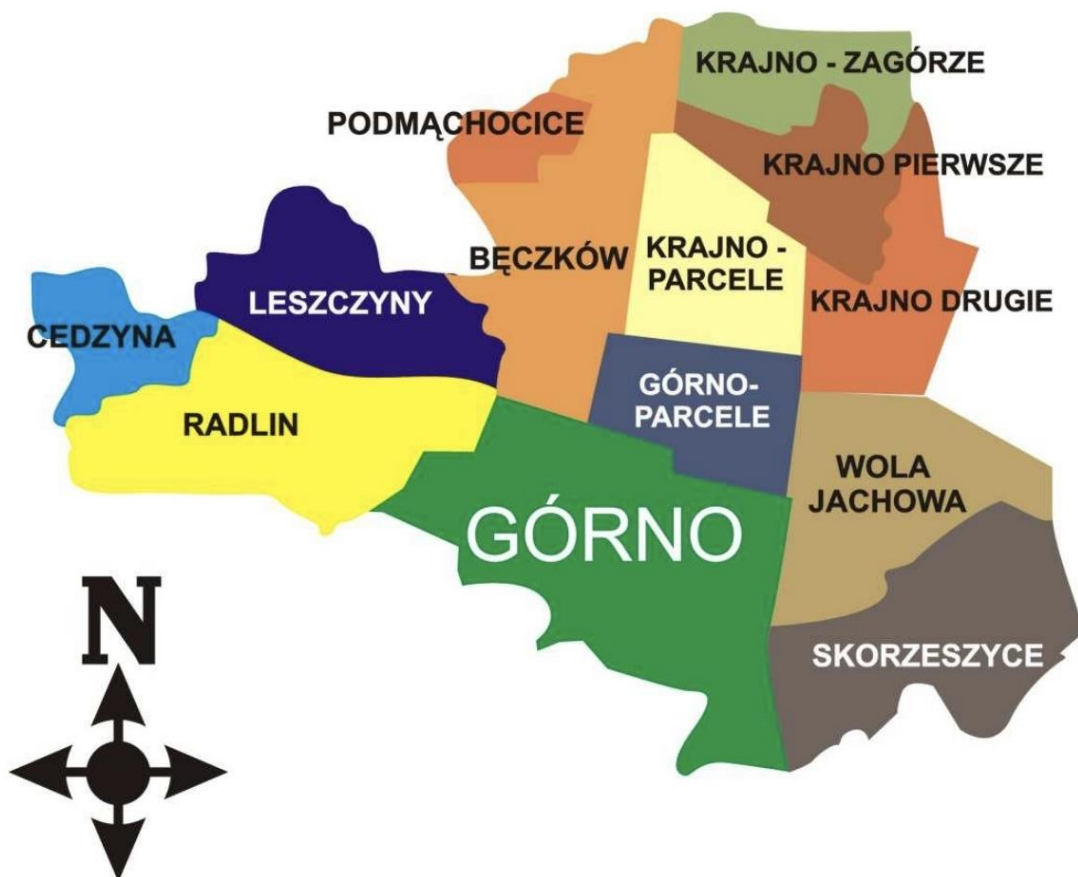 KRAJNO - ZAGÓRZE
PODMĄCHOCICE
KRAJNO PIERWSZE
BĘCZKÓW
KRAJNO -
PARCELE
LESZCZYNY
KRAJNO DRUGIE
CEDZYNA
GÓRNO-
PARCELE
RADLIN
WOLA
JACHOWA
GÓRNO
N
SKORZESZYCE